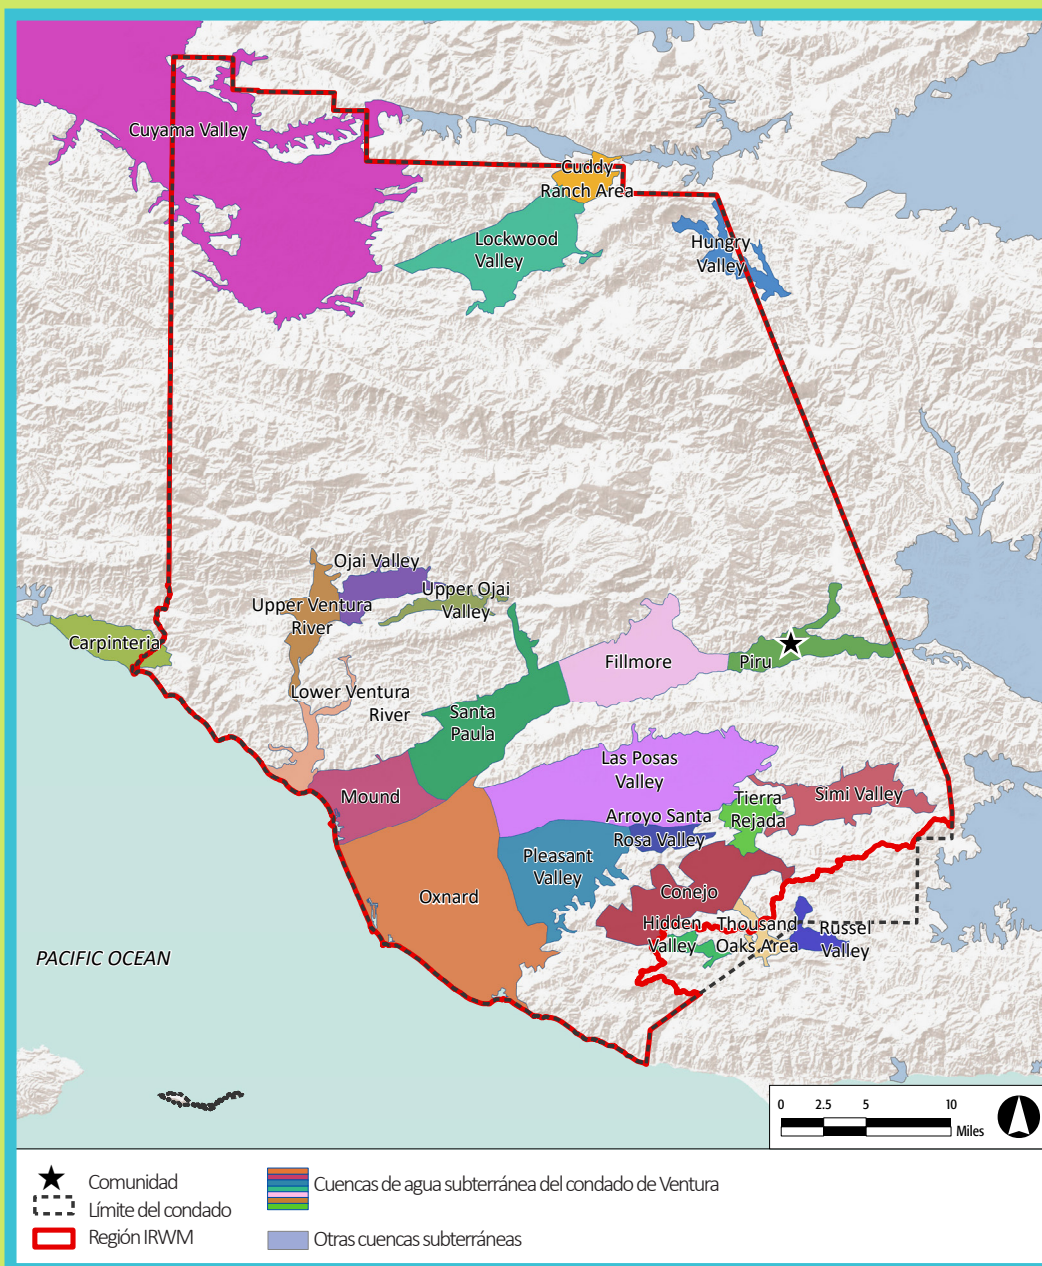 Cuyama Valley
Cuddy
Ranch Area
Lockwood
Valley
Hungry
Valley
Ojai Valley
Upper Ojai
Valley
Upper Ventura
River
Carpinteria
Fillmore
Piru
Lower Ventura
River
Santa
Paula
Las Posas
Valley
Mound
Simi Valley
Tierra
Rejada
Arroyo Santa
Rosa Valley
Pleasant
Valley
Oxnard
Conejo
Hidden
Valley
Thousand
Oaks Area
Russel
Valley
PACIFIC OCEAN
0 2.5 5 10
Miles
Comunidad
Límite del condado
Región IRWM
Cuencas de agua subterránea del condado de Ventura
Otras cuencas subterráneas